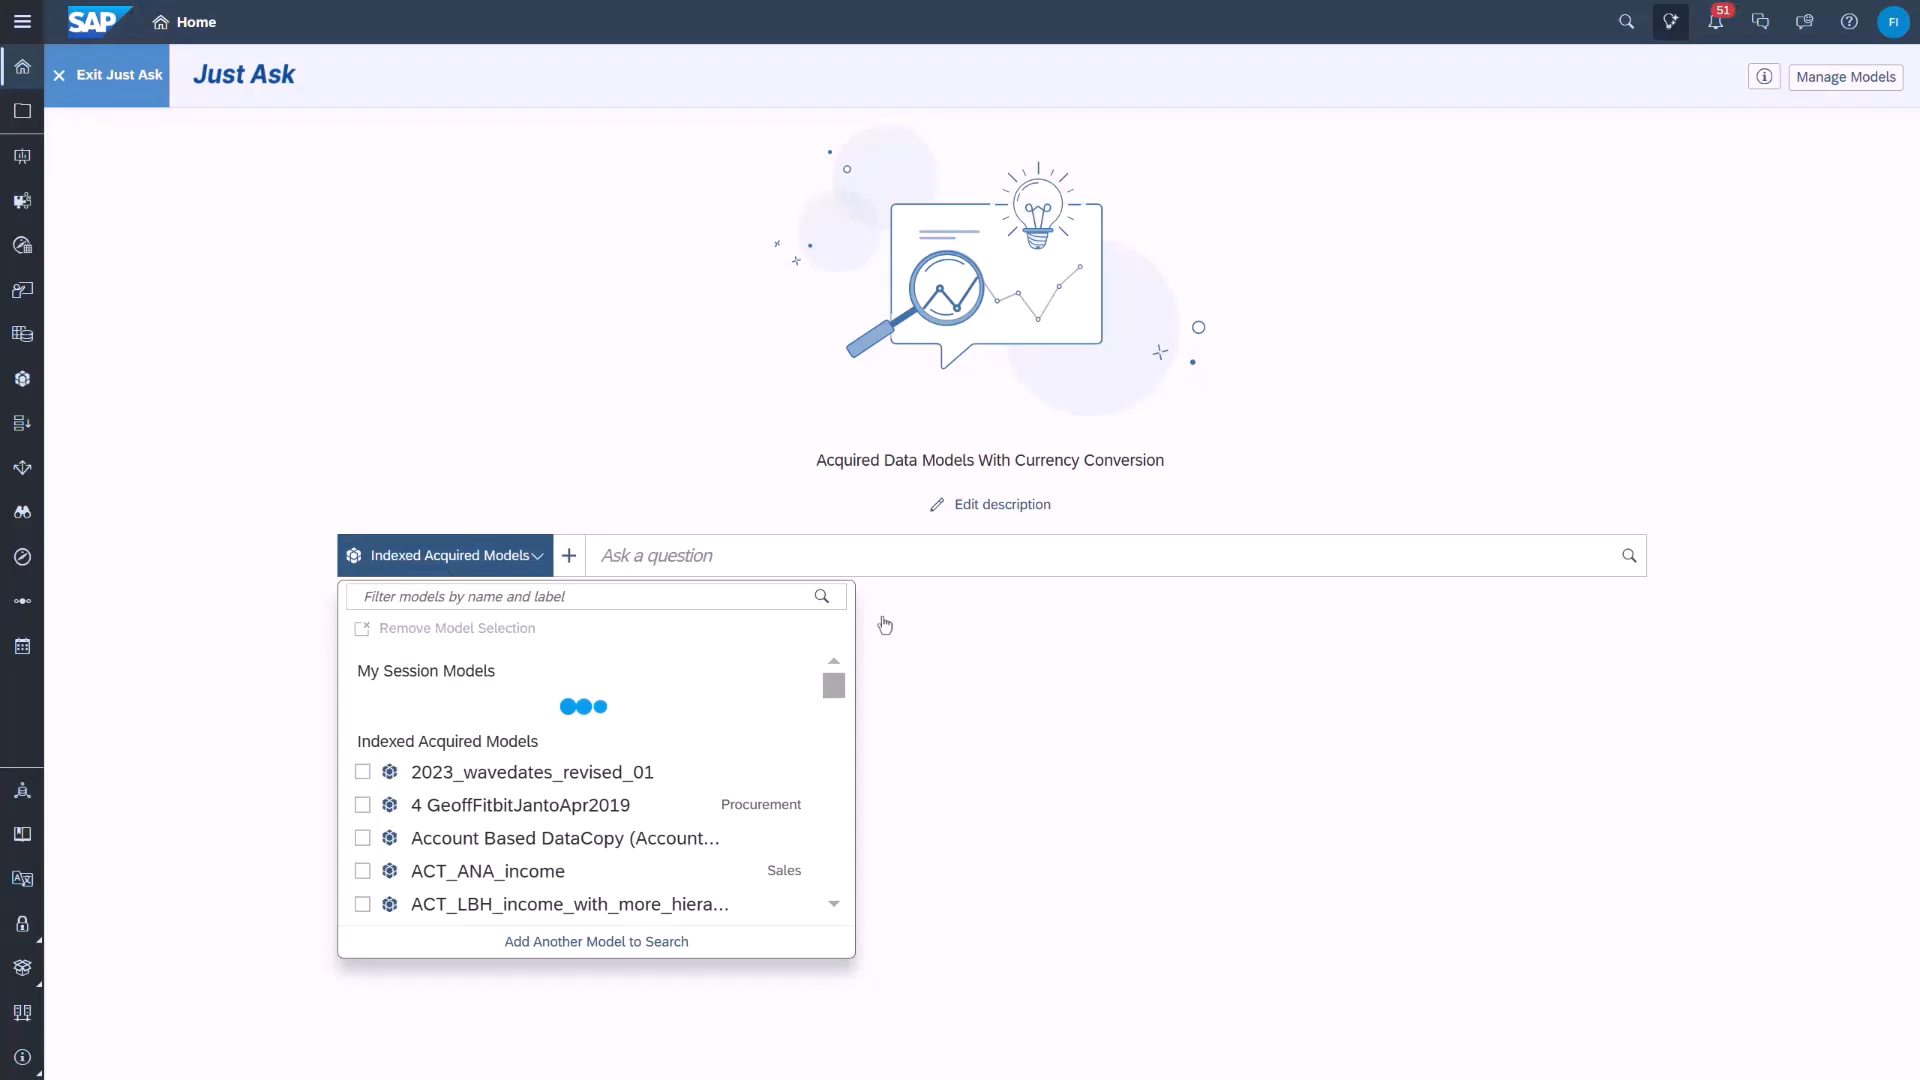 SAP Home 51 FI
Exit Just Ask Just Ask Manage Models
Acquired Data Models With Currency Conversion
Edit description
Indexed Acquired Models Ask a question
Filter models by name and label
Remove Model Selection
My Session Models
Indexed Acquired Models
2023_wavedates_revised_01
4 GeoffFitbitJantoApr2019 Procurement
Account Based DataCopy (Account...
ACT_ANA_income Sales
ACT_LBH_income_with_more_hiera...
Add Another Model to Search